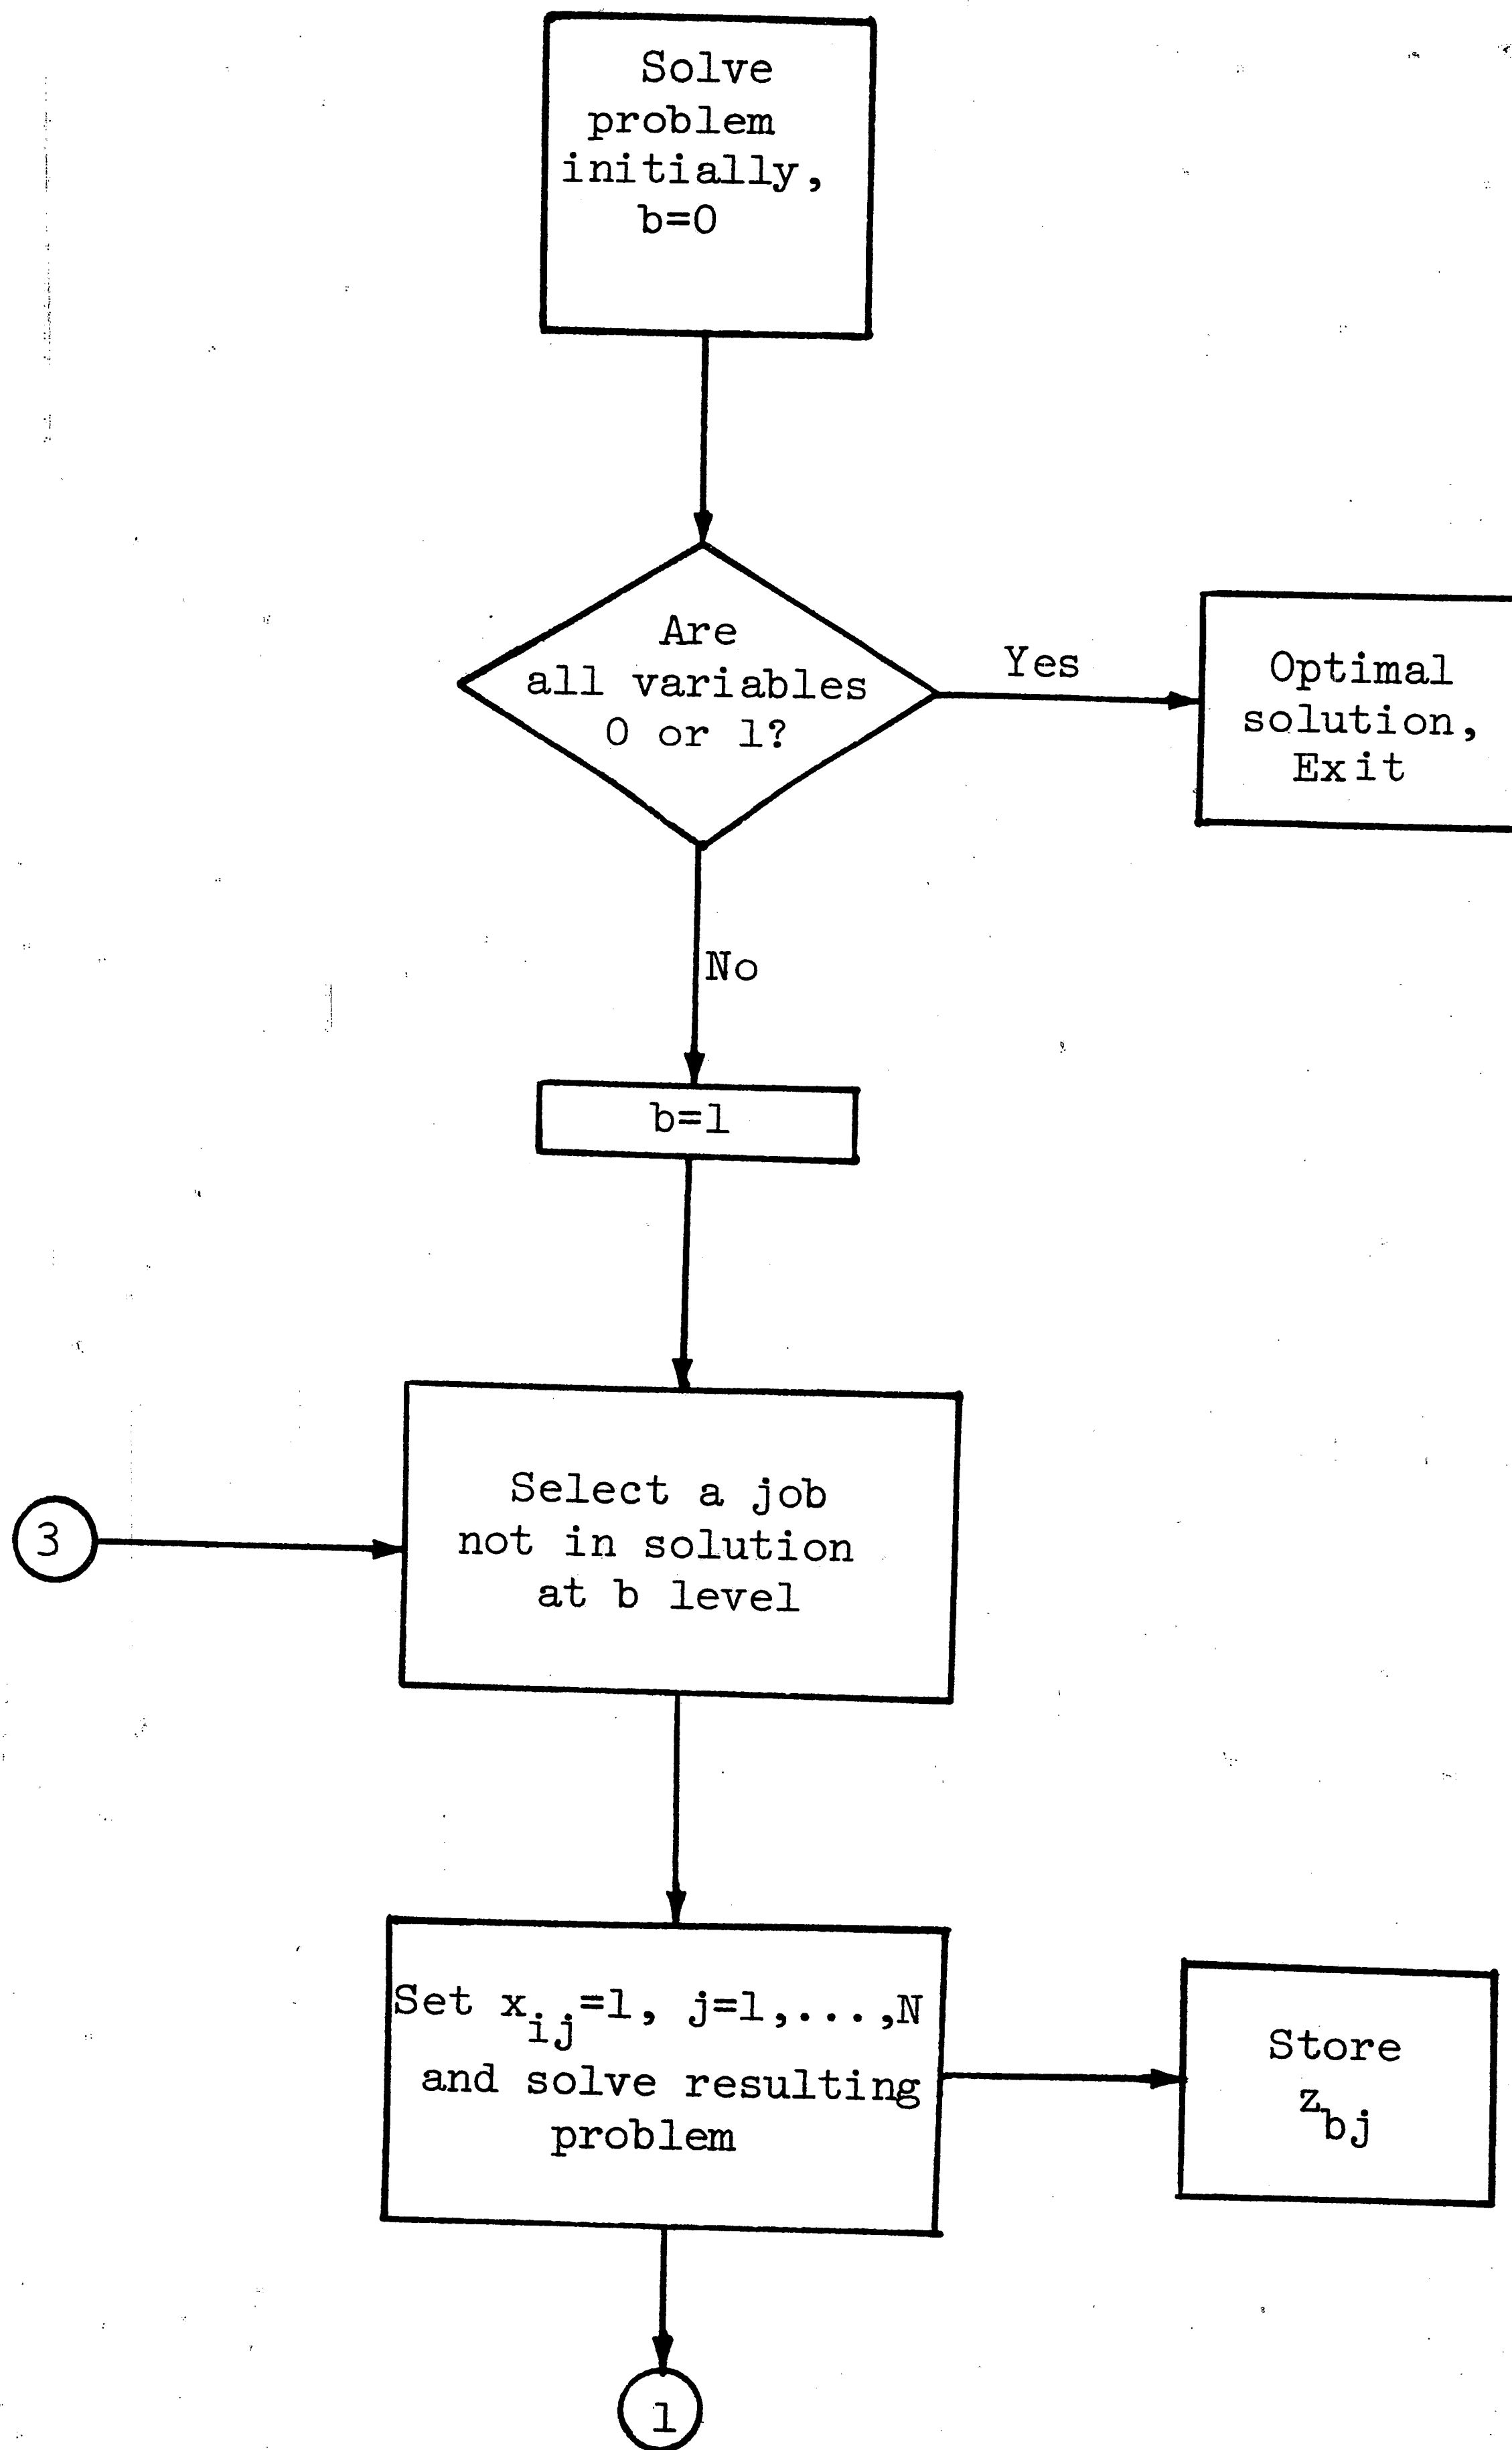 Solve
problem
initially,
b=0
Are
all variables
0 or 1?
Yes
Optimal
solution,
Exit
No
b=1
3
Select a job
not in solution
at b level
Set x_ij=1, j=1,...,N
and solve resulting
problem
Store
z_bj
1